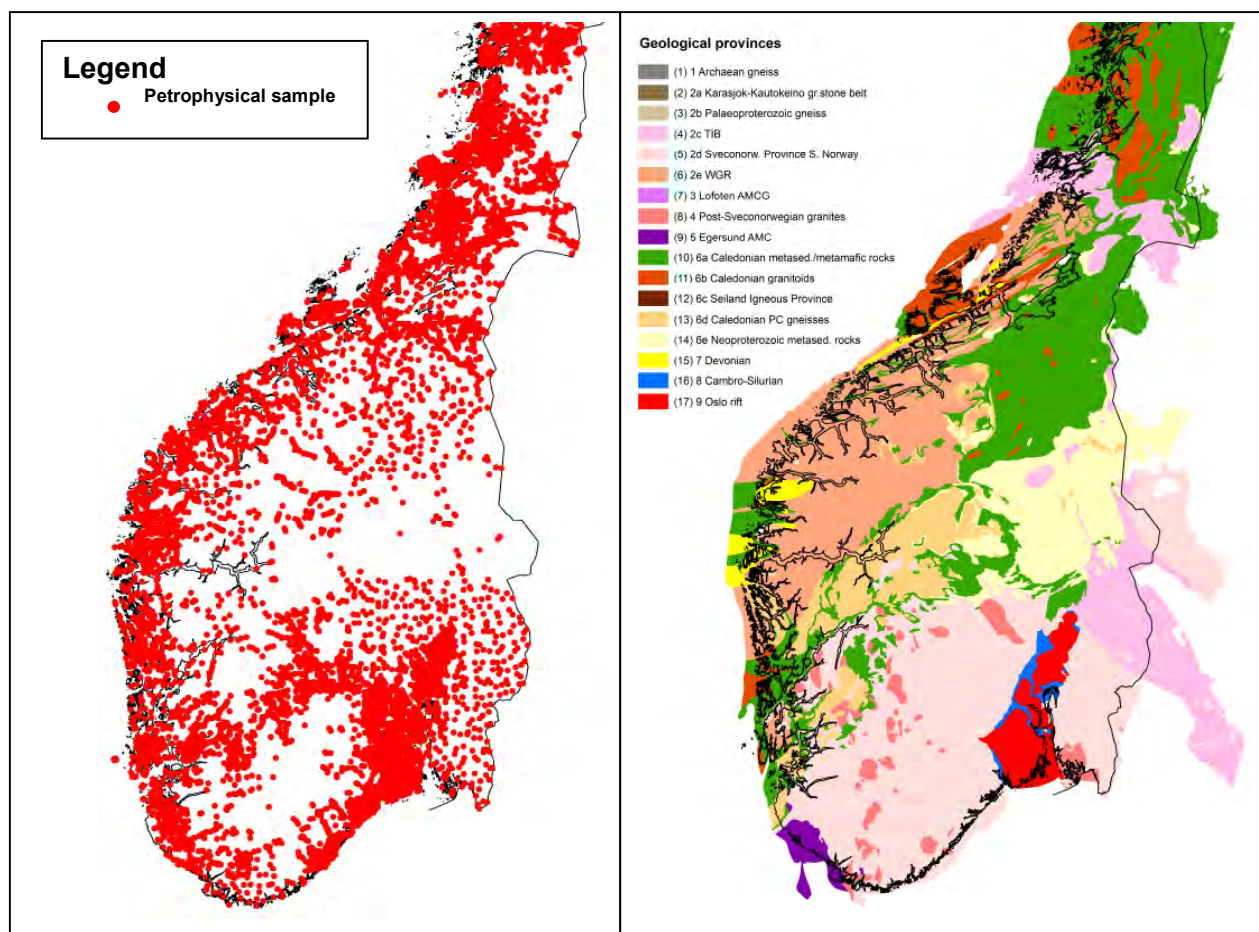 Legend
Petrophysical sample
Geological provinces
(1) 1 Archaean gneiss
(2) 2a Karasjok-Kautokeino gr.stone belt
(3) 2b Palaeoproterozoic gneiss
(4) 2c TIB
(5) 2d Sveconorw. Province S. Norway
(6) 2e WGR
(7) 3 Lofoten AMCG
(8) 4 Post-Sveconorwegian granites
(9) 5 Egersund AMC
(10) 6a Caledonian metased./metamafic rocks
(11) 6b Caledonian granitoids
(12) 6c Seiland Igneous Province
(13) 6d Caledonian PC gneisses
(14) 6e Neoproterozoic metased. rocks
(15) 7 Devonian
(16) 8 Cambro-Silurian
(17) 9 Oslo rift